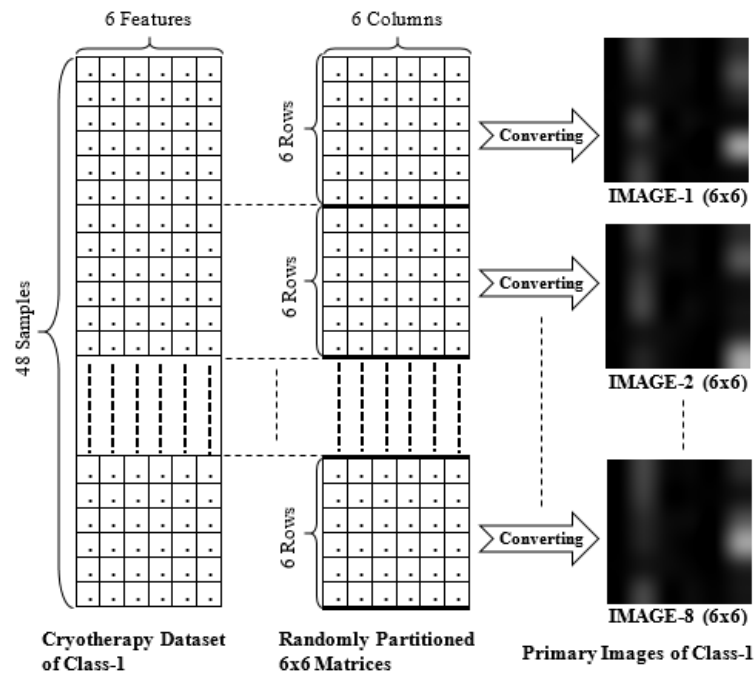 6 Features
6 Columns
48 Samples
6 Rows
Converting
IMAGE-1 (6x6)
6 Rows
Converting
IMAGE-2 (6x6)
6 Rows
Converting
IMAGE-8 (6x6)
Cryotherapy Dataset
of Class-1
Randomly Partitioned
6x6 Matrices
Primary Images of Class-1